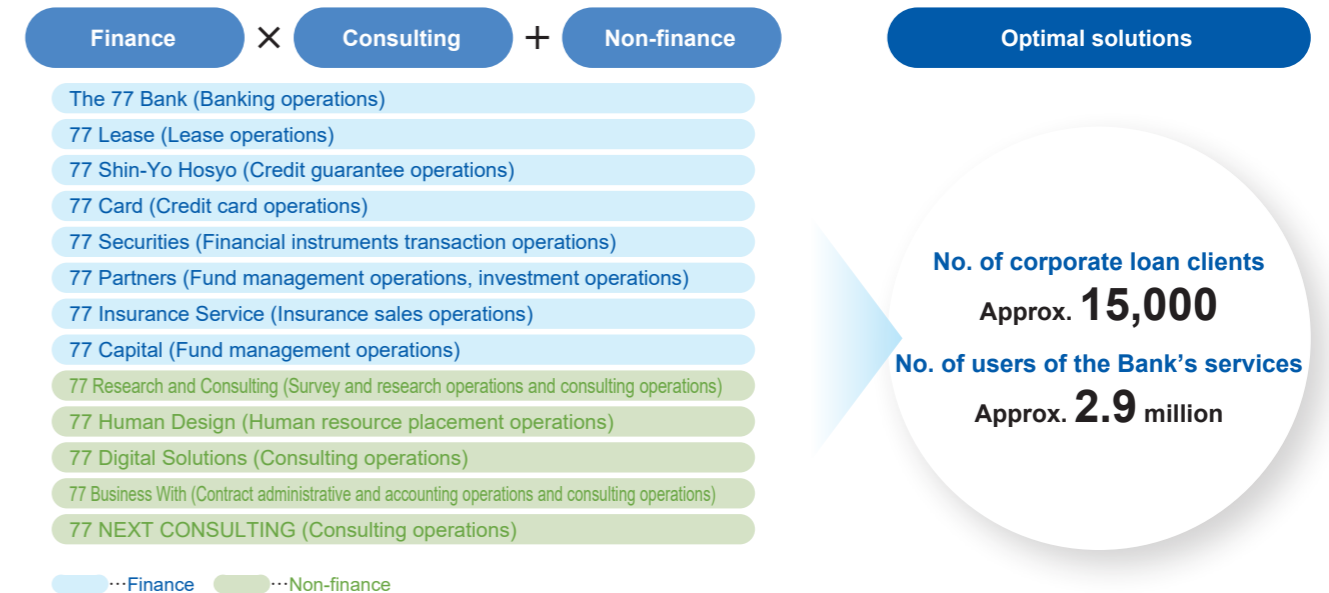 Finance × Consulting + Non-finance
Optimal solutions
The 77 Bank (Banking operations)
77 Lease (Lease operations)
77 Shin-Yo Hosyo (Credit guarantee operations)
77 Card (Credit card operations)
77 Securities (Financial instruments transaction operations)
77 Partners (Fund management operations, investment operations)
77 Insurance Service (Insurance sales operations)
77 Capital (Fund management operations)
77 Research and Consulting (Survey and research operations and consulting operations)
77 Human Design (Human resource placement operations)
77 Digital Solutions (Consulting operations)
77 Business With (Contract administrative and accounting operations and consulting operations)
77 NEXT CONSULTING (Consulting operations)
…Finance …Non-finance
No. of corporate loan clients
Approx. 15,000
No. of users of the Bank’s services
Approx. 2.9 million